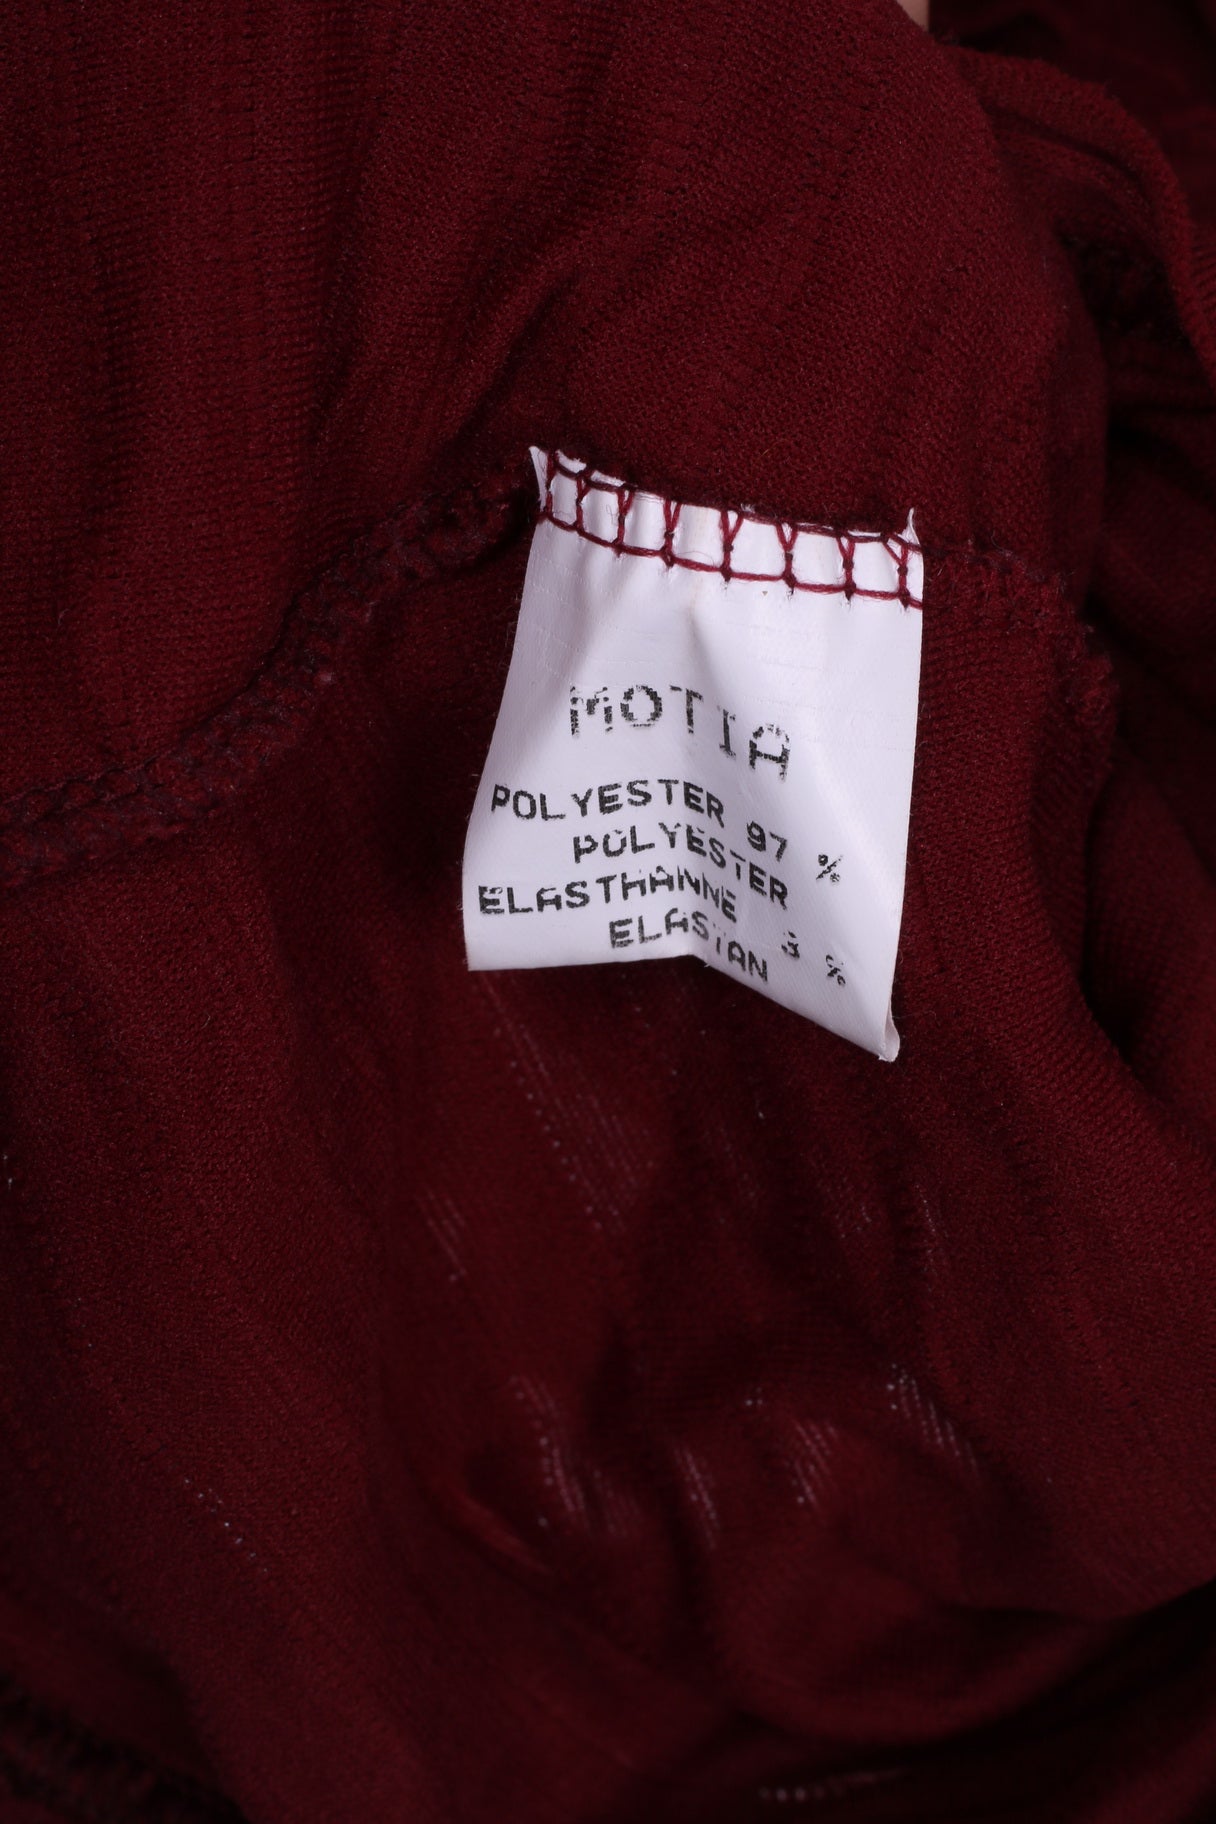 MOTIA
POLYESTER 97 %
POLYESTER
ELASTHANNE 3 %
ELASTAN